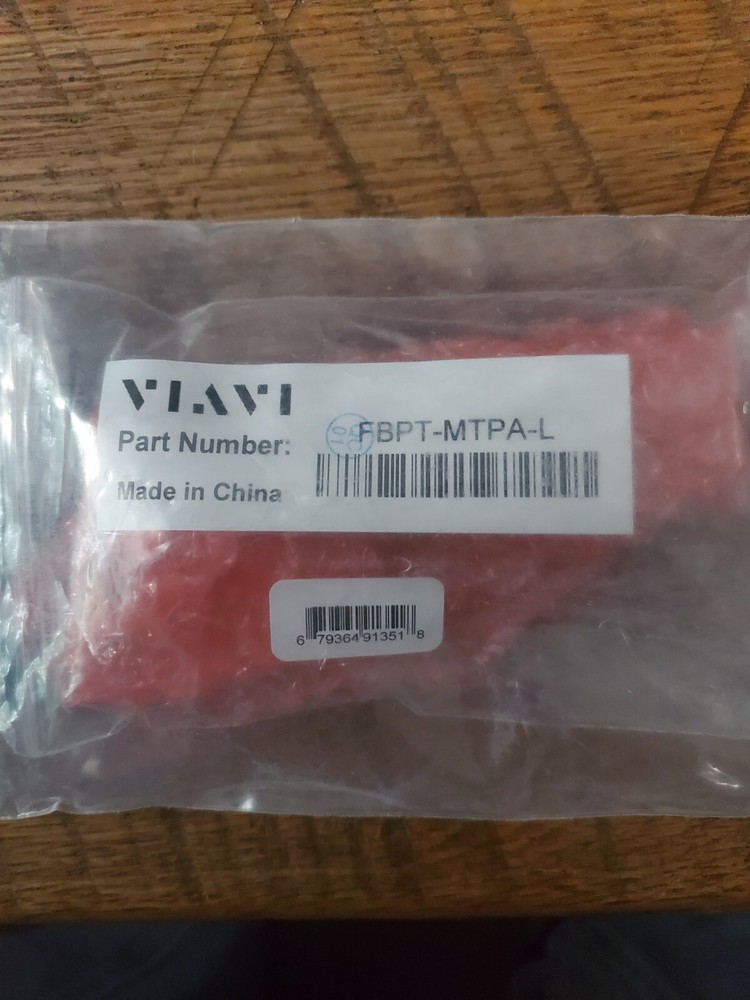 VIAVI
Part Number: FBPT-MTPA-L
Made in China
6 79364 91351 8